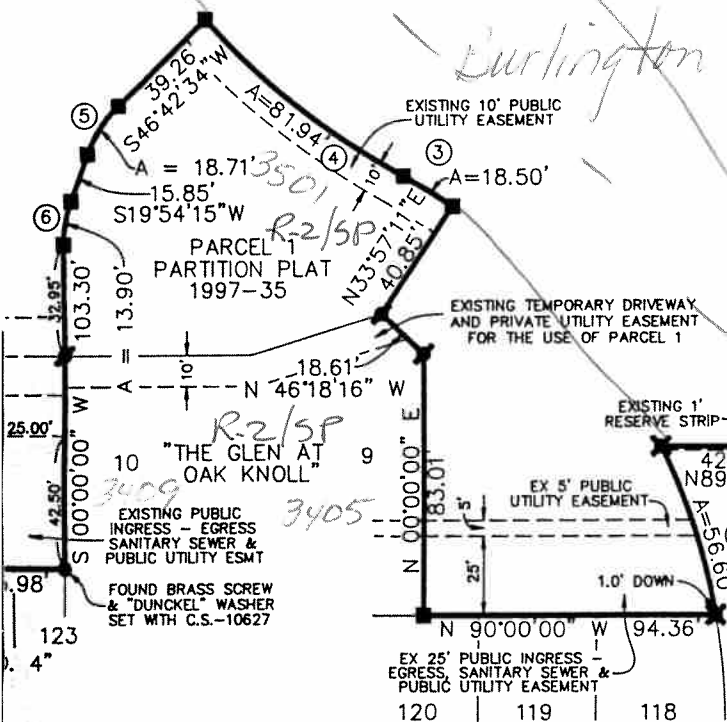 Burlington
39.26'
S46°42'34"W
A=81.94'
EXISTING 10' PUBLIC
UTILITY EASEMENT
5
4
3
10'
A = 18.71'
3501
A=18.50'
15.85'
S19°54'15"W
6
R-2/SP
N33°57'11"E
40.85'
PARCEL 1
PARTITION PLAT
1997-35
32.95'
103.30'
A = 13.90'
EXISTING TEMPORARY DRIVEWAY
AND PRIVATE UTILITY EASEMENT
FOR THE USE OF PARCEL 1
10'
18.61'
N 46°18'16" W
EXISTING 1'
RESERVE STRIP
25.00'
R-2/SP
"THE GLEN AT
OAK KNOLL"
10
9
42
N89
3409
3405
N 00°00'00" E
83.01'
EX 5' PUBLIC
UTILITY EASEMENT
5'
42.50'
S 00°00'00" W
EXISTING PUBLIC
INGRESS - EGRESS
SANITARY SEWER &
PUBLIC UTILITY ESMT
A=56.60
25'
1.0' DOWN
.98'
FOUND BRASS SCREW
& "DUNCKEL" WASHER
SET WITH C.S.-10627
123
4"
N 90°00'00" W 94.36'
EX 25' PUBLIC INGRESS -
EGRESS, SANITARY SEWER &
PUBLIC UTILITY EASEMENT
120 119 118